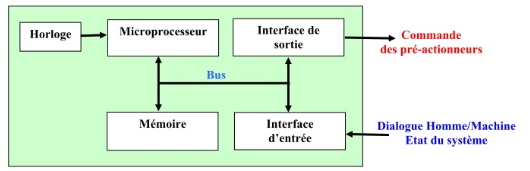 Horloge
Microprocesseur
Interface de
sortie
Commande
des pré-actionneurs
Bus
Mémoire
Interface
d'entrée
Dialogue Homme/Machine
Etat du système